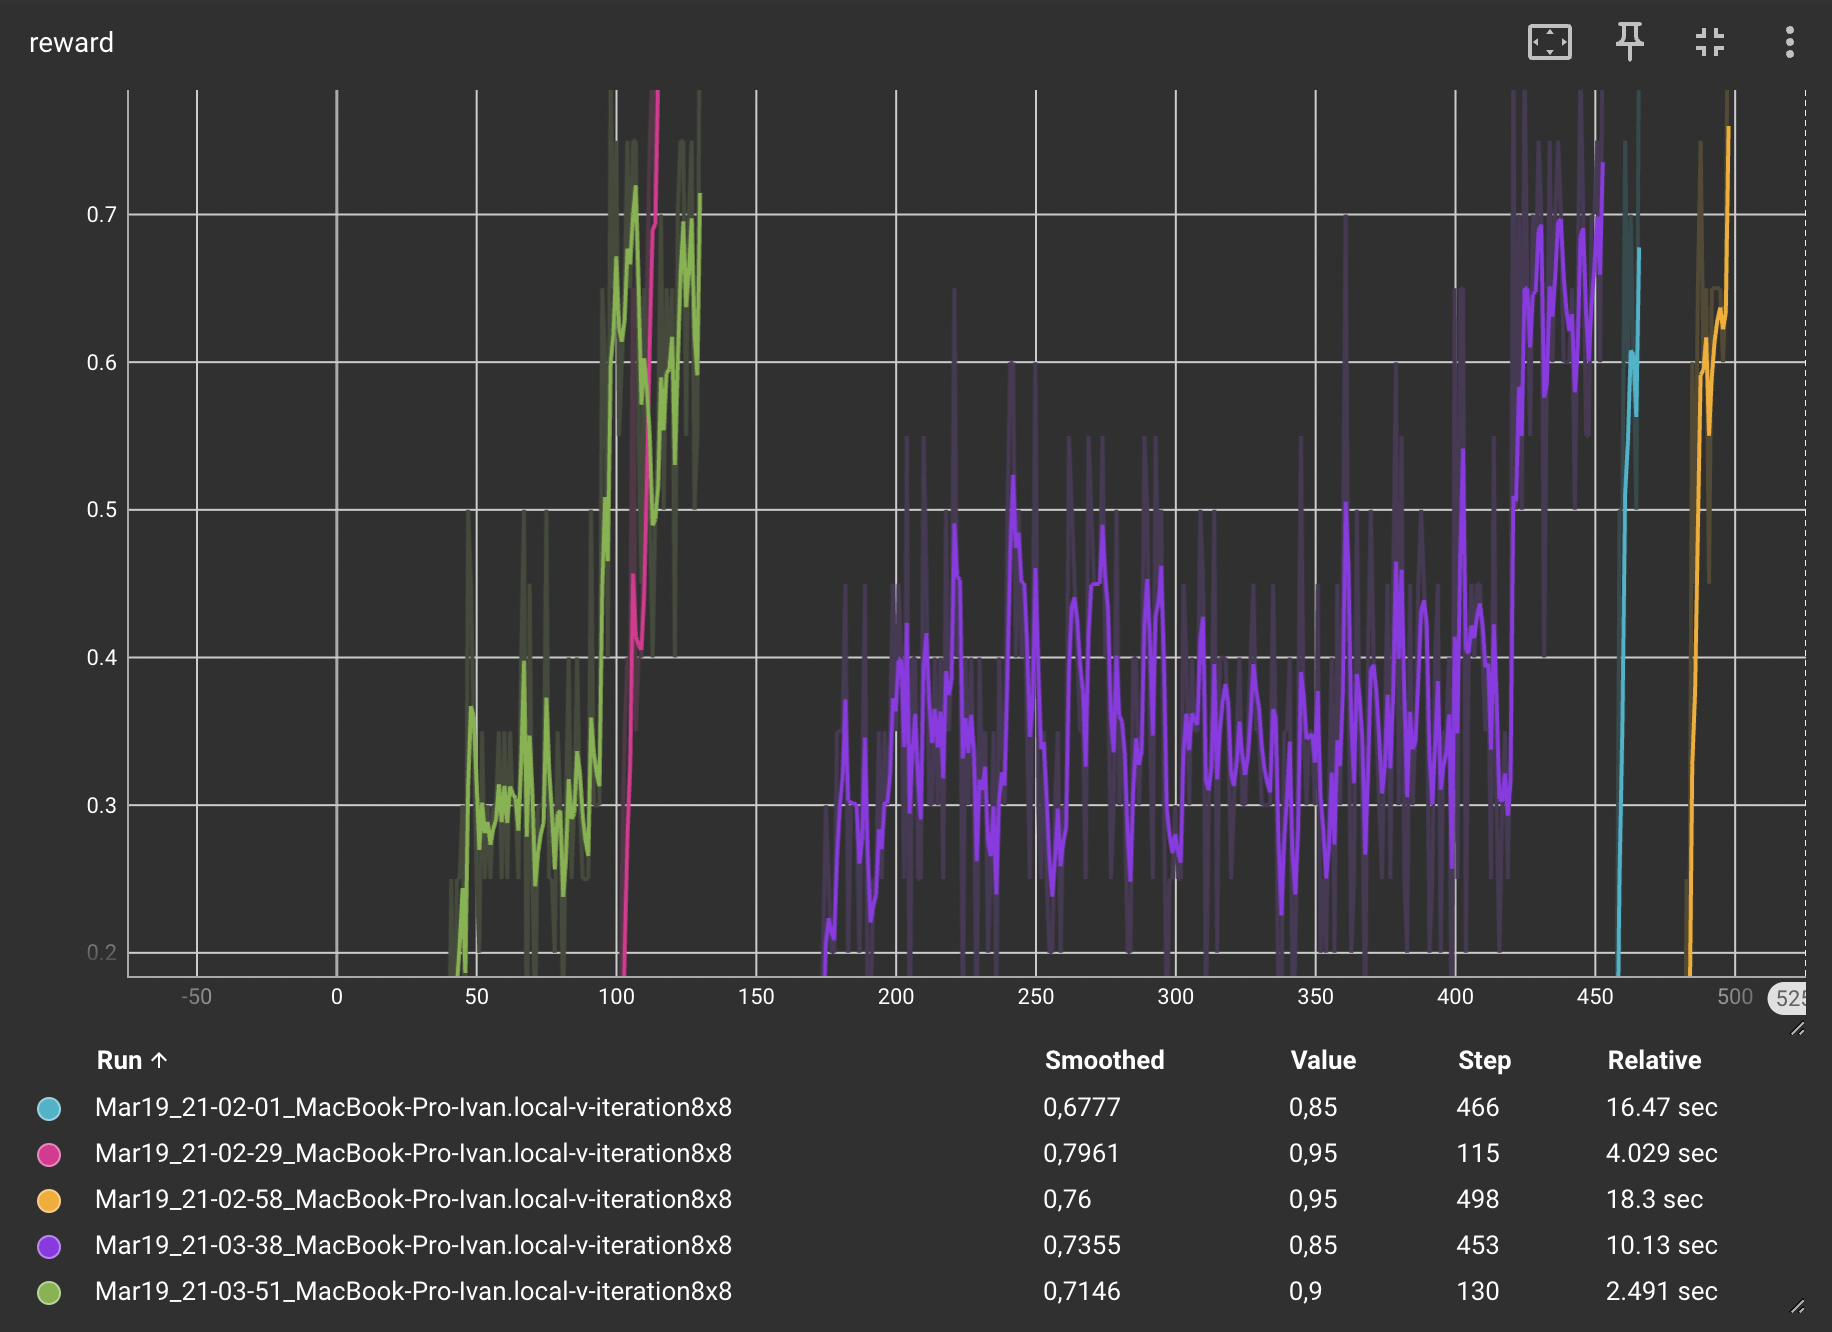 reward
0.7
0.6
0.5
0.4
0.3
0.2
-50 0 50 100 150 200 250 300 350 400 450 500 525
Run ↑ Smoothed Value Step Relative
Mar19_21-02-01_MacBook-Pro-Ivan.local-v-iteration8x8 0,6777 0,85 466 16.47 sec
Mar19_21-02-29_MacBook-Pro-Ivan.local-v-iteration8x8 0,7961 0,95 115 4.029 sec
Mar19_21-02-58_MacBook-Pro-Ivan.local-v-iteration8x8 0,76 0,95 498 18.3 sec
Mar19_21-03-38_MacBook-Pro-Ivan.local-v-iteration8x8 0,7355 0,85 453 10.13 sec
Mar19_21-03-51_MacBook-Pro-Ivan.local-v-iteration8x8 0,7146 0,9 130 2.491 sec